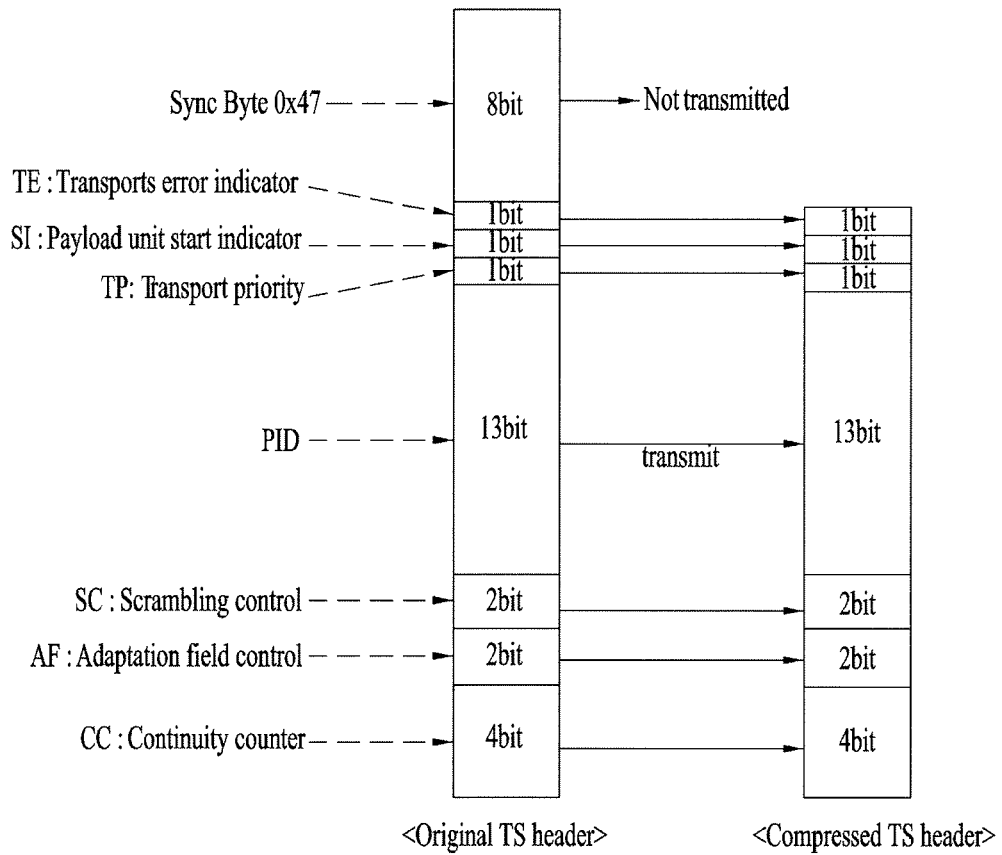 Sync Byte 0x47
8bit
Not transmitted
TE : Transports error indicator
1bit
1bit
SI : Payload unit start indicator
1bit
1bit
TP: Transport priority
1bit
1bit
PID
13bit
transmit
13bit
SC : Scrambling control
2bit
2bit
AF : Adaptation field control
2bit
2bit
CC : Continuity counter
4bit
4bit
<Original TS header>
<Compressed TS header>